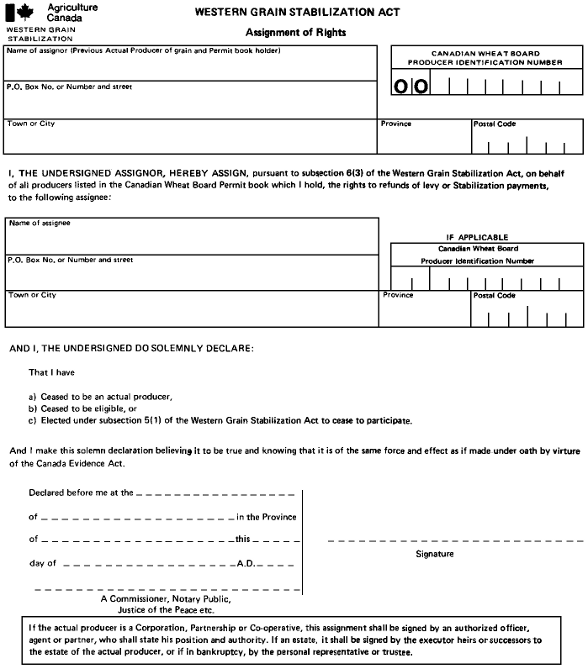 Agriculture
Canada
WESTERN GRAIN
STABILIZATION
WESTERN GRAIN STABILIZATION ACT
Assignment of Rights
Name of assignor (Previous Actual Producer of grain and Permit book holder)
CANADIAN WHEAT BOARD
PRODUCER IDENTIFICATION NUMBER
00
P.O. Box No. or Number and street
Town or City
Province
Postal Code
I, THE UNDERSIGNED ASSIGNOR, HEREBY ASSIGN, pursuant to subsection 6(3) of the Western Grain Stabilization Act, on behalf
of all producers listed in the Canadian Wheat Board Permit book which I hold, the rights to refunds of levy or Stabilization payments,
to the following assignee:
Name of assignee
IF APPLICABLE
Canadian Wheat Board
Producer Identification Number
P.O. Box No. or Number and street
Town or City
Province
Postal Code
AND I, THE UNDERSIGNED DO SOLEMNLY DECLARE:
That I have
a) Ceased to be an actual producer,
b) Ceased to be eligible, or
c) Elected under subsection 5(1) of the Western Grain Stabilization Act to cease to participate.
And I make this solemn declaration believing it to be true and knowing that it is of the same force and effect as if made under oath by virtue
of the Canada Evidence Act.
Declared before me at the
of in the Province
of this
day of A.D.
Signature
A Commissioner, Notary Public,
Justice of the Peace etc.
If the actual producer is a Corporation, Partnership or Co-operative, this assignment shall be signed by an authorized officer,
agent or partner, who shall state his position and authority. If an estate, it shall be signed by the executor heirs or successors to
the estate of the actual producer, or if in bankruptcy, by the personal representative or trustee.